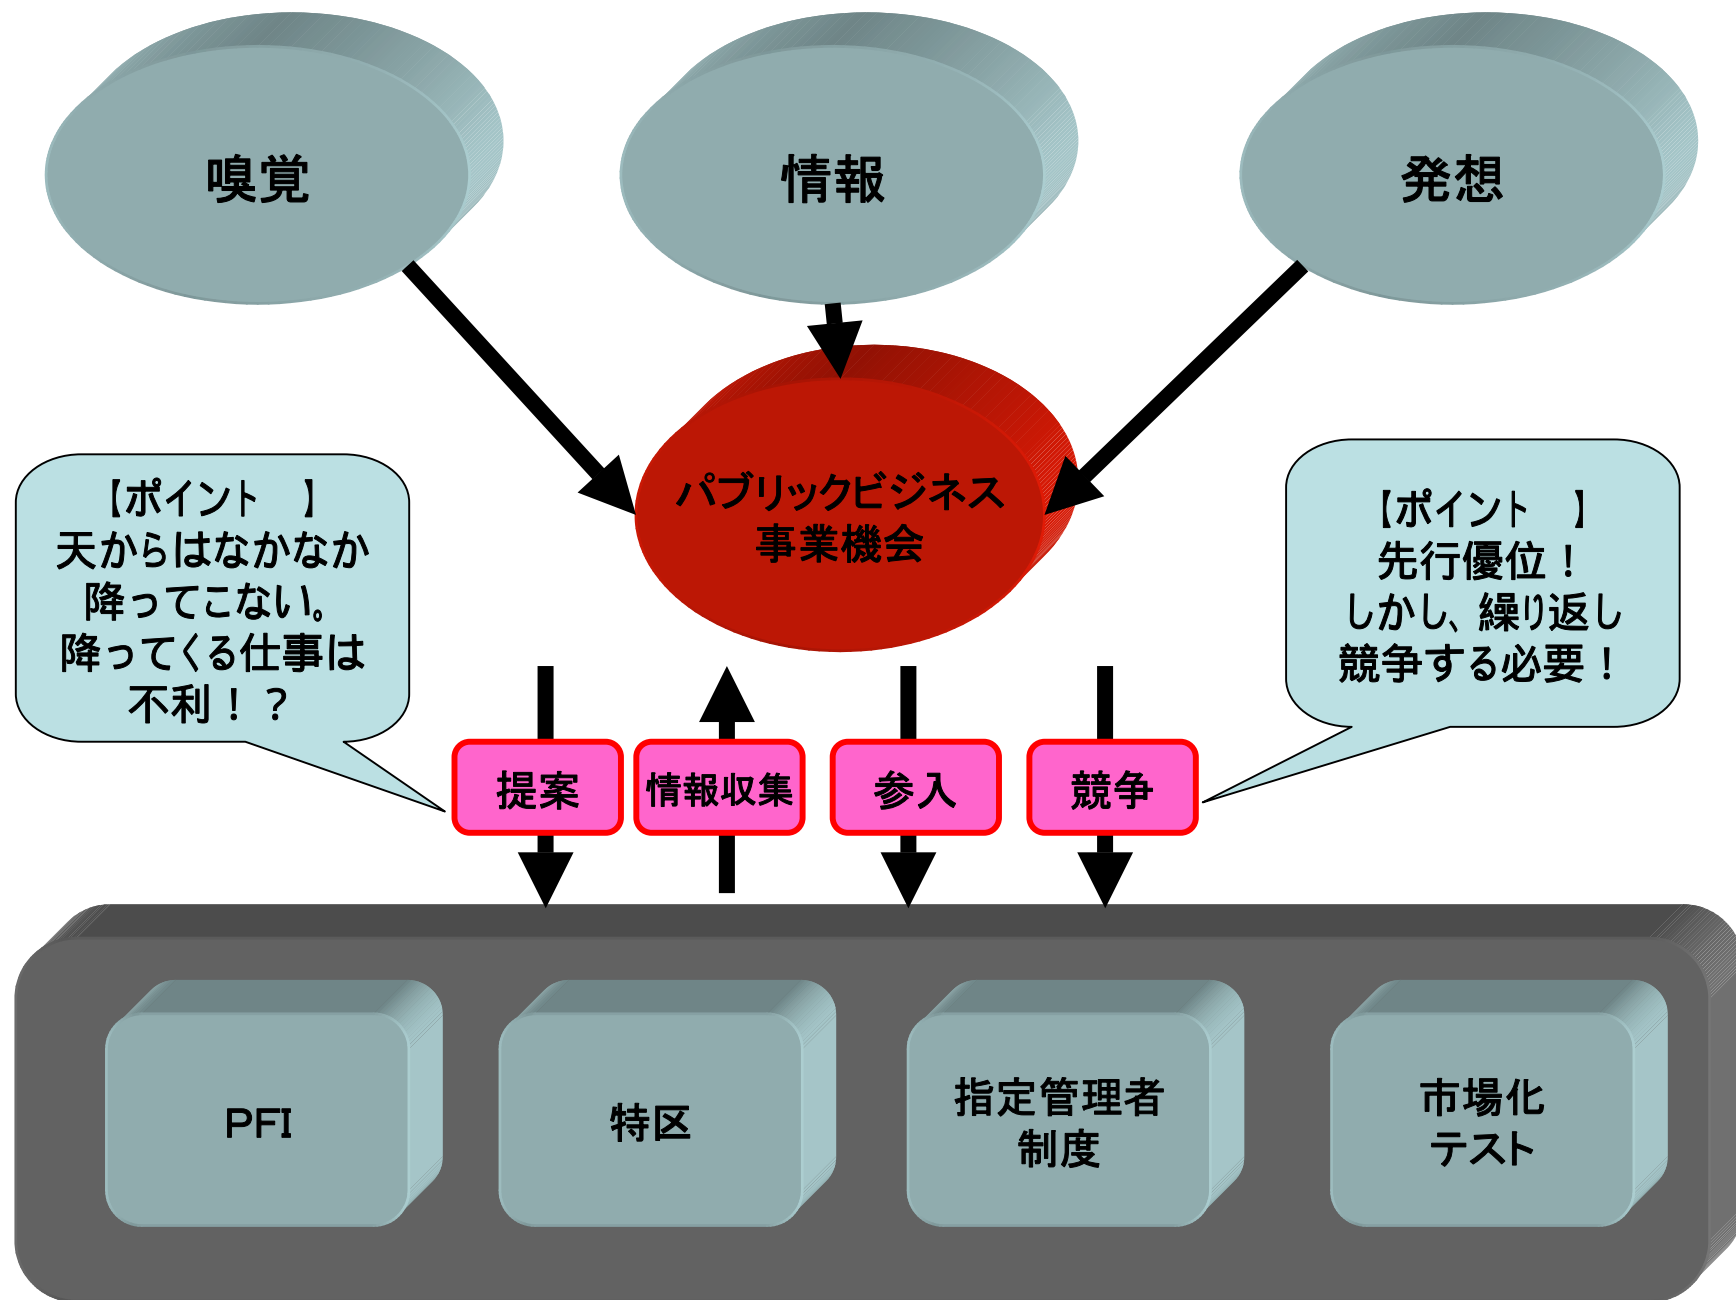 嗅覚
情報
発想
パブリックビジネス
事業機会
【ポイント　】
天からはなかなか
降ってこない。
降ってくる仕事は
不利！？
【ポイント　】
先行優位！
しかし、繰り返し
競争する必要！
提案
情報収集
参入
競争
PFI
特区
指定管理者
制度
市場化
テスト